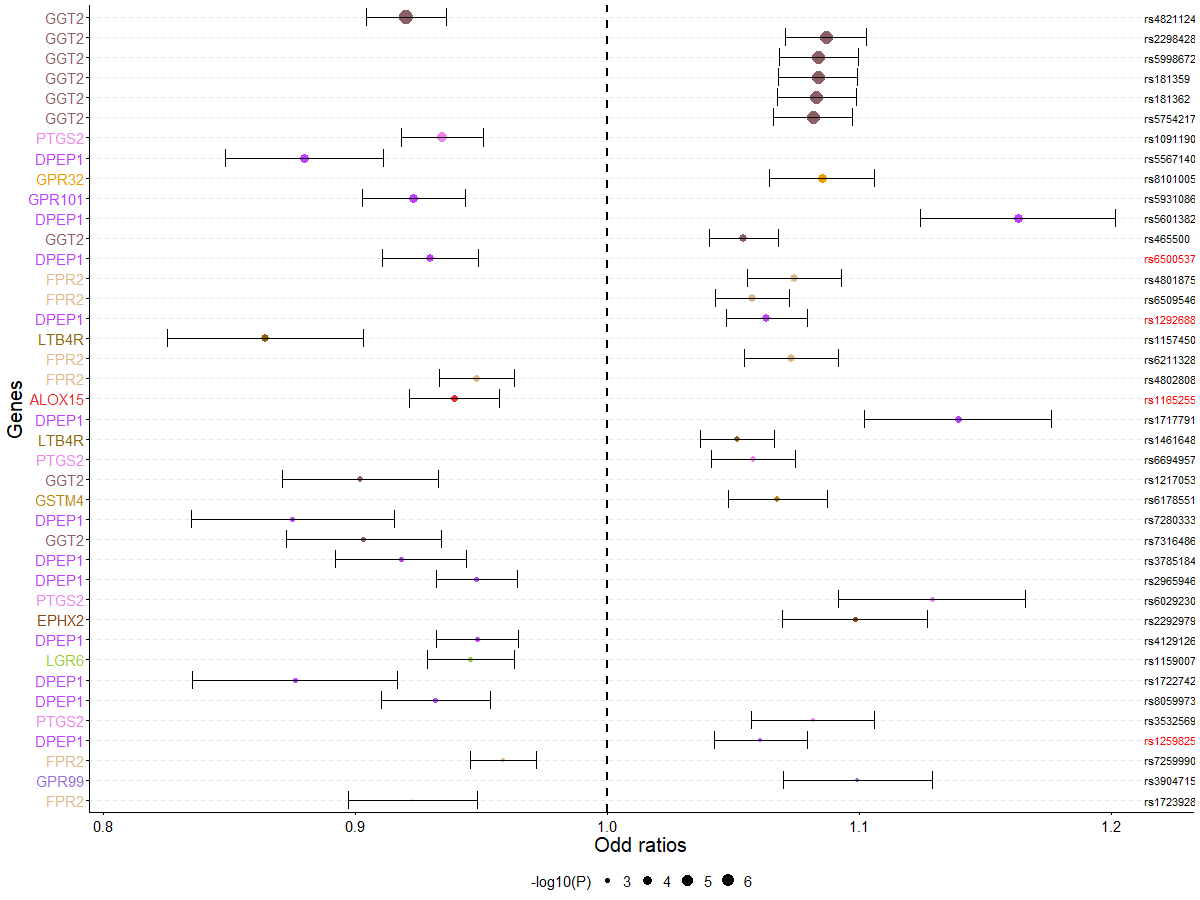 GGT2 rs4821124
GGT2 rs2298428
GGT2 rs5998672
GGT2 rs181359
GGT2 rs181362
GGT2 rs5754217
PTGS2 rs1091190
DPEP1 rs5567140
GPR32 rs8101005
GPR101 rs5931086
DPEP1 rs5601382
GGT2 rs465500
DPEP1 rs6500537
FPR2 rs4801875
FPR2 rs6509546
DPEP1 rs1292688
LTB4R rs1157450
FPR2 rs6211328
FPR2 rs4802808
ALOX15 rs1165255
DPEP1 rs1717791
LTB4R rs1461648
PTGS2 rs6694957
GGT2 rs1217053
GSTM4 rs6178551
DPEP1 rs7280333
GGT2 rs7316486
DPEP1 rs3785184
DPEP1 rs2965946
PTGS2 rs6029230
EPHX2 rs2292979
DPEP1 rs4129126
LGR6 rs1159007
DPEP1 rs1722742
DPEP1 rs8059973
PTGS2 rs3532569
DPEP1 rs1259825
FPR2 rs7259990
GPR99 rs3904715
FPR2 rs1723928
Genes
0.8 0.9 1.0 1.1 1.2
Odd ratios
-log10(P) 3 4 5 6